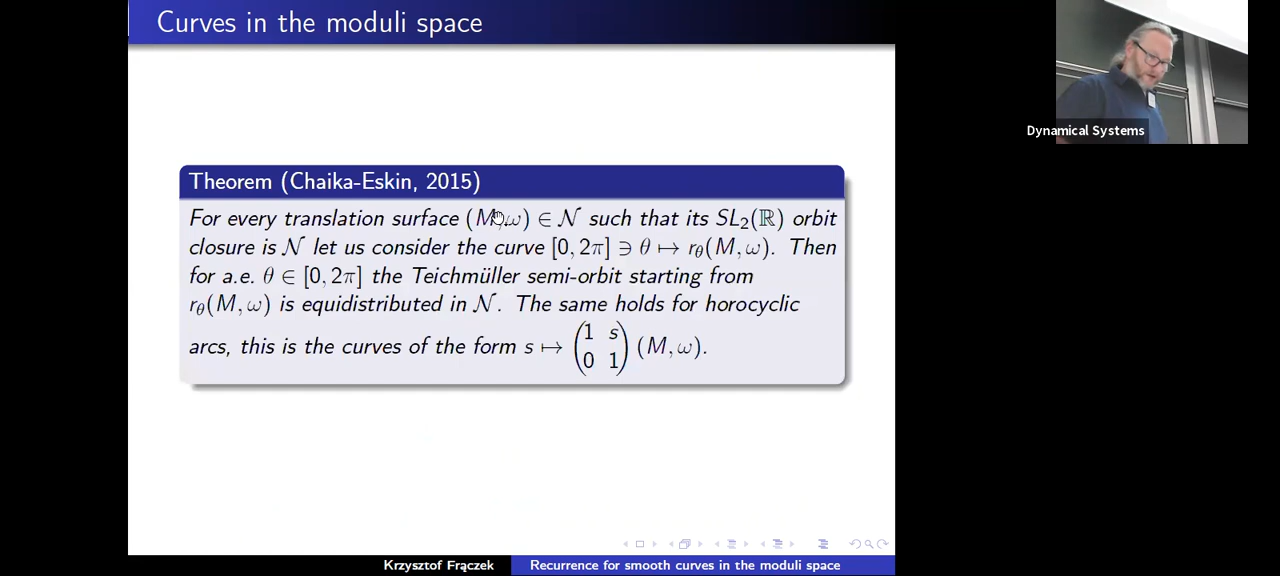 Curves in the moduli space
Dynamical Systems
Theorem (Chaika-Eskin, 2015)
For every translation surface (M, ω) ∈ 𝒩 such that its SL₂(ℝ) orbit
closure is 𝒩 let us consider the curve [0, 2π] ∋ θ ↦ r_θ(M, ω). Then
for a.e. θ ∈ [0, 2π] the Teichmüller semi-orbit starting from
r_θ(M, ω) is equidistributed in 𝒩. The same holds for horocyclic
arcs, this is the curves of the form s ↦ (1 s; 0 1) (M, ω).
Krzysztof Frączek
Recurrence for smooth curves in the moduli space